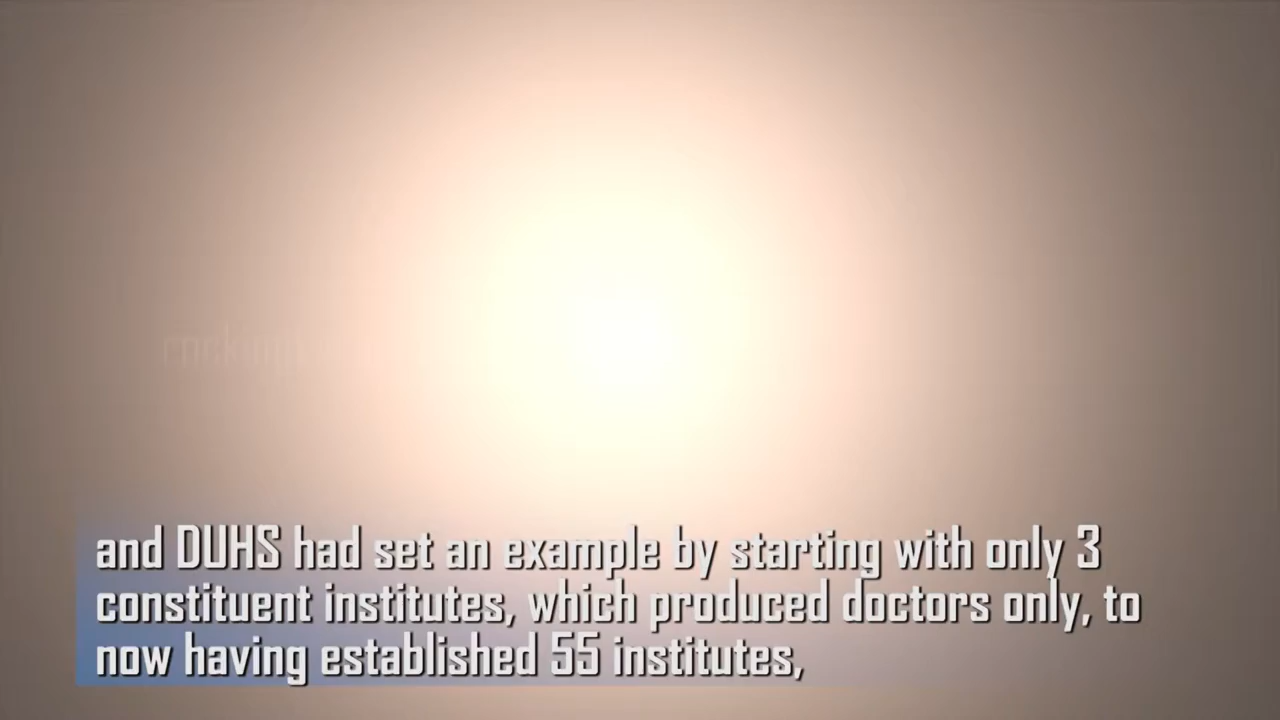 making
and DUHS had set an example by starting with only 3
constituent institutes, which produced doctors only, to
now having established 55 institutes,